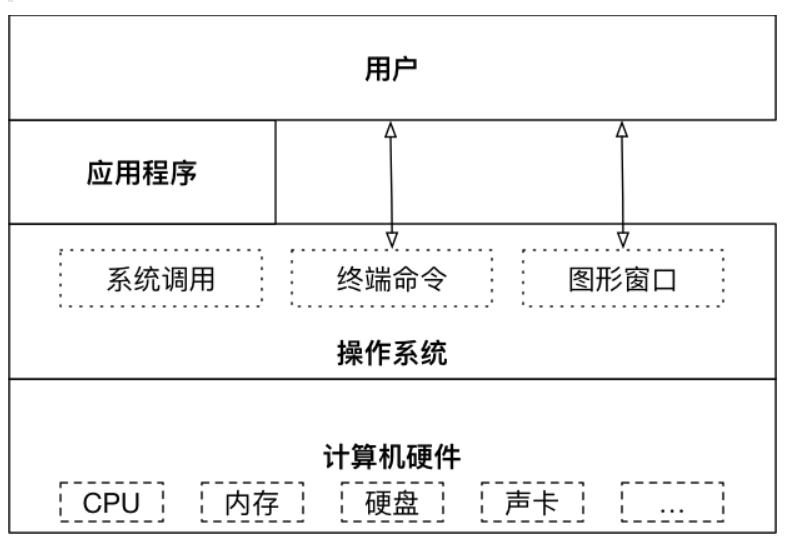 用户
应用程序
系统调用 终端命令 图形窗口
操作系统
计算机硬件
CPU 内存 硬盘 声卡 ...